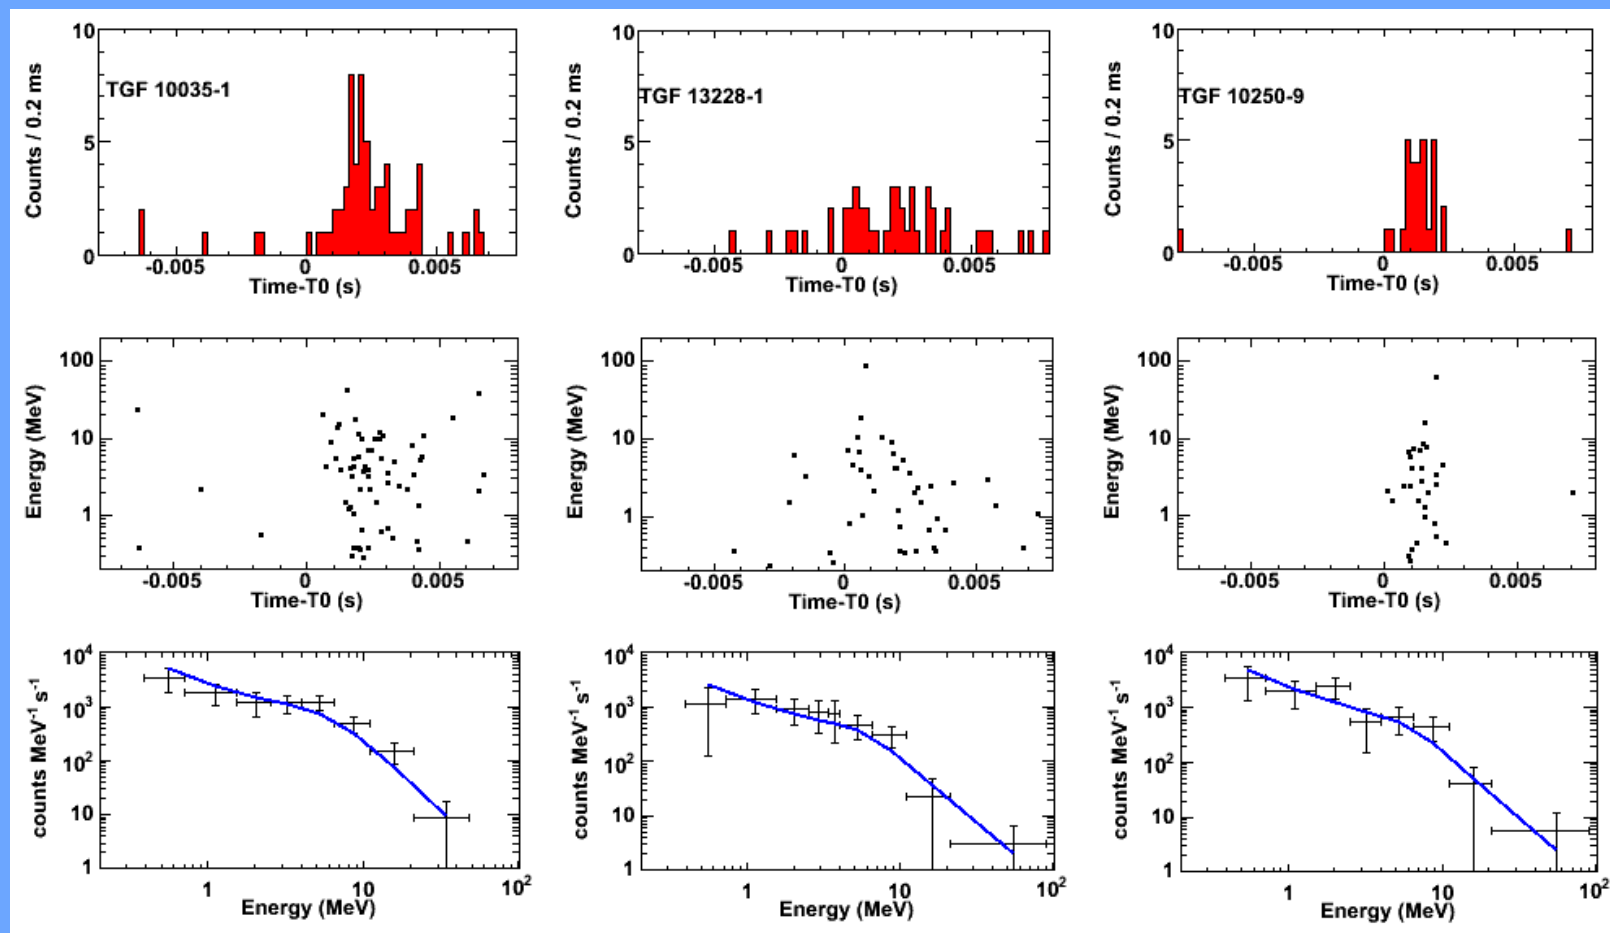 10
5
0
Counts / 0.2 ms
TGF 10035-1
-0.005
0
0.005
Time-T0 (s)
10
5
0
Counts / 0.2 ms
TGF 13228-1
-0.005
0
0.005
Time-T0 (s)
10
5
0
Counts / 0.2 ms
TGF 10250-9
-0.005
0
0.005
Time-T0 (s)
100
10
1
Energy (MeV)
-0.005
0
0.005
Time-T0 (s)
100
10
1
Energy (MeV)
-0.005
0
0.005
Time-T0 (s)
100
10
1
Energy (MeV)
-0.005
0
0.005
Time-T0 (s)
10⁴
10³
10²
10
1
counts MeV⁻¹ s⁻¹
1
10
10²
Energy (MeV)
10⁴
10³
10²
10
1
counts MeV⁻¹ s⁻¹
1
10
10²
Energy (MeV)
10⁴
10³
10²
10
1
counts MeV⁻¹ s⁻¹
1
10
10²
Energy (MeV)